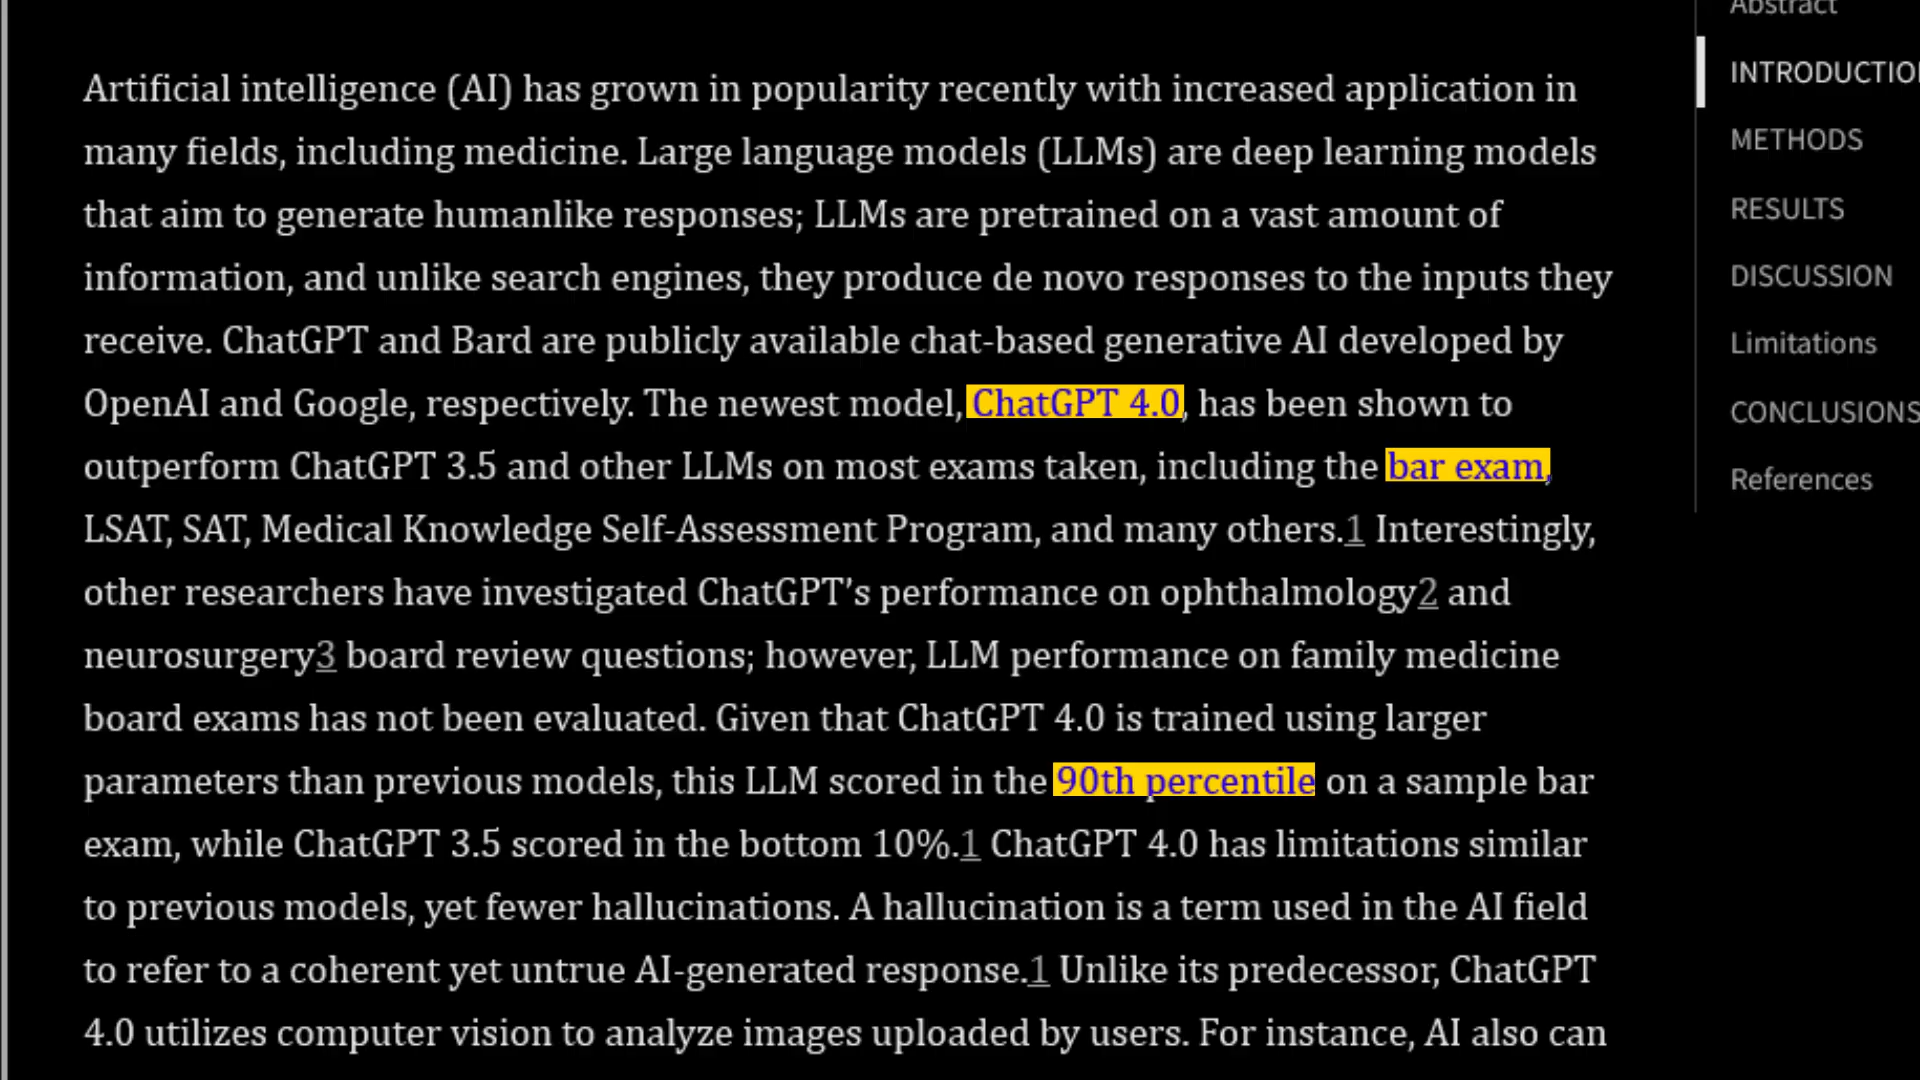 Artificial intelligence (AI) has grown in popularity recently with increased application in
many fields, including medicine. Large language models (LLMs) are deep learning models
that aim to generate humanlike responses; LLMs are pretrained on a vast amount of
information, and unlike search engines, they produce de novo responses to the inputs they
receive. ChatGPT and Bard are publicly available chat-based generative AI developed by
OpenAI and Google, respectively. The newest model, ChatGPT 4.0, has been shown to
outperform ChatGPT 3.5 and other LLMs on most exams taken, including the bar exam,
LSAT, SAT, Medical Knowledge Self-Assessment Program, and many others.1 Interestingly,
other researchers have investigated ChatGPT’s performance on ophthalmology2 and
neurosurgery3 board review questions; however, LLM performance on family medicine
board exams has not been evaluated. Given that ChatGPT 4.0 is trained using larger
parameters than previous models, this LLM scored in the 90th percentile on a sample bar
exam, while ChatGPT 3.5 scored in the bottom 10%.1 ChatGPT 4.0 has limitations similar
to previous models, yet fewer hallucinations. A hallucination is a term used in the AI field
to refer to a coherent yet untrue AI-generated response.1 Unlike its predecessor, ChatGPT
4.0 utilizes computer vision to analyze images uploaded by users. For instance, AI also can
Abstract
INTRODUCTIO
METHODS
RESULTS
DISCUSSION
Limitations
CONCLUSIONS
References